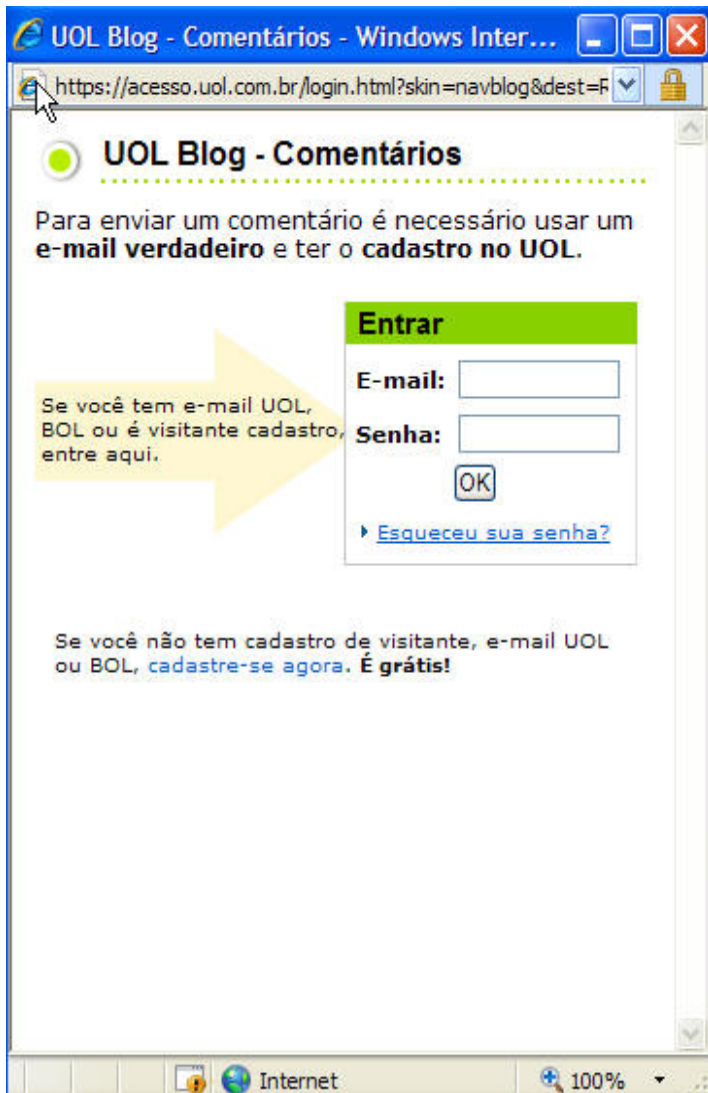 UOL Blog - Comentários - Windows Inter...
https://acesso.uol.com.br/login.html?skin=navblog&dest=R
UOL Blog - Comentários
Para enviar um comentário é necessário usar um
e-mail verdadeiro e ter o cadastro no UOL.
Entrar
E-mail:
Se você tem e-mail UOL,
BOL ou é visitante cadastro,
entre aqui.
Senha:
OK
Esqueceu sua senha?
Se você não tem cadastro de visitante, e-mail UOL
ou BOL, cadastre-se agora. É grátis!
Internet
100%